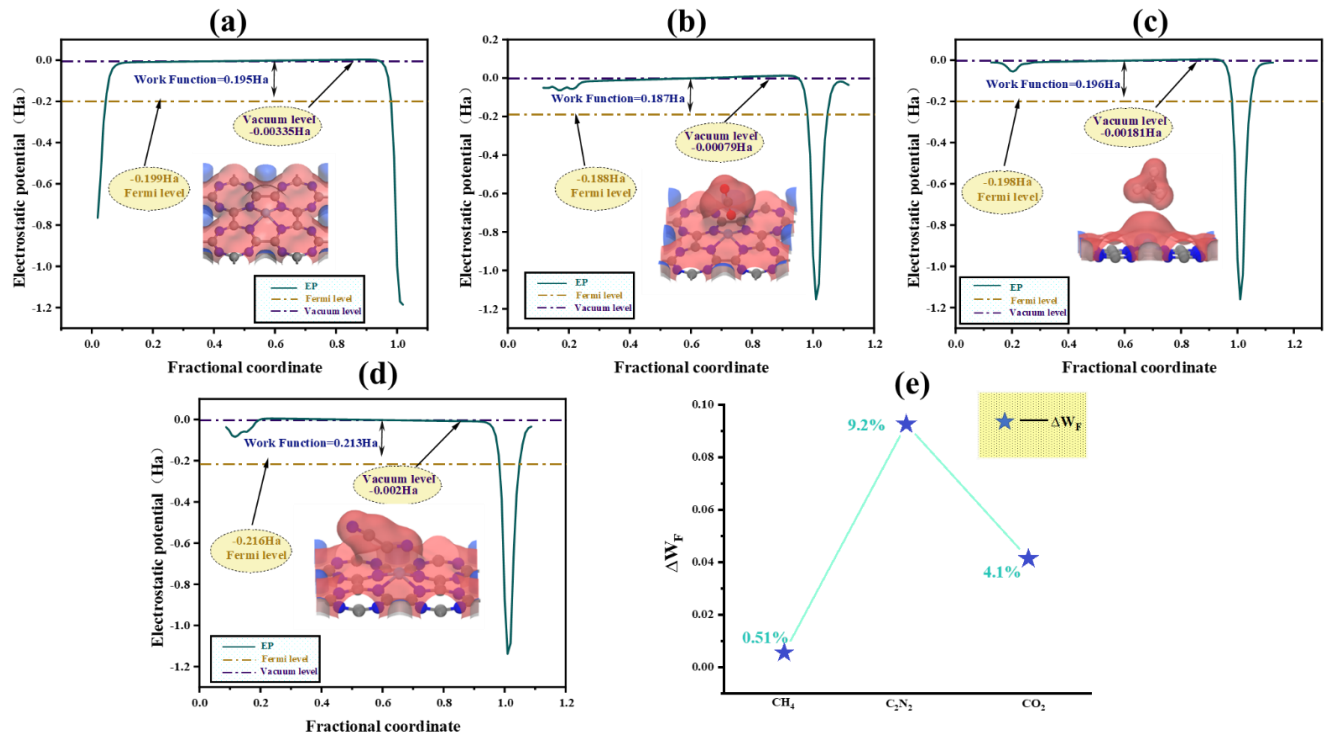 (a)
0.0
-0.2
-0.4
-0.6
-0.8
-1.0
-1.2
Electrostatic potential (Ha)
Work Function=0.195Ha
Vacuum level
-0.00335Ha
-0.199Ha
Fermi level
EP
Fermi level
Vacuum level
0.0 0.2 0.4 0.6 0.8 1.0
Fractional coordinate
(b)
0.2
0.0
-0.2
-0.4
-0.6
-0.8
-1.0
-1.2
Electrostatic potential (Ha)
Work Function=0.187Ha
Vacuum level
-0.00079Ha
-0.188Ha
Fermi level
EP
Fermi level
Vacuum level
0.0 0.2 0.4 0.6 0.8 1.0 1.2
Fractional coordinate
(c)
0.0
-0.2
-0.4
-0.6
-0.8
-1.0
-1.2
Electrostatic potential (Ha)
Work Function=0.196Ha
Vacuum level
-0.00181Ha
-0.198Ha
Fermi level
EP
Fermi level
Vacuum level
0.0 0.2 0.4 0.6 0.8 1.0 1.2
Fractional coordinate
(d)
0.0
-0.2
-0.4
-0.6
-0.8
-1.0
-1.2
Electrostatic potential (Ha)
Work Function=0.213Ha
Vacuum level
-0.002Ha
-0.216Ha
Fermi level
EP
Fermi level
Vacuum level
0.0 0.2 0.4 0.6 0.8 1.0 1.2
Fractional coordinate
(e)
0.10
0.08
0.06
0.04
0.02
0.00
ΔW_F
9.2%
ΔW_F
4.1%
0.51%
CH₄ C₂N₂ CO₂